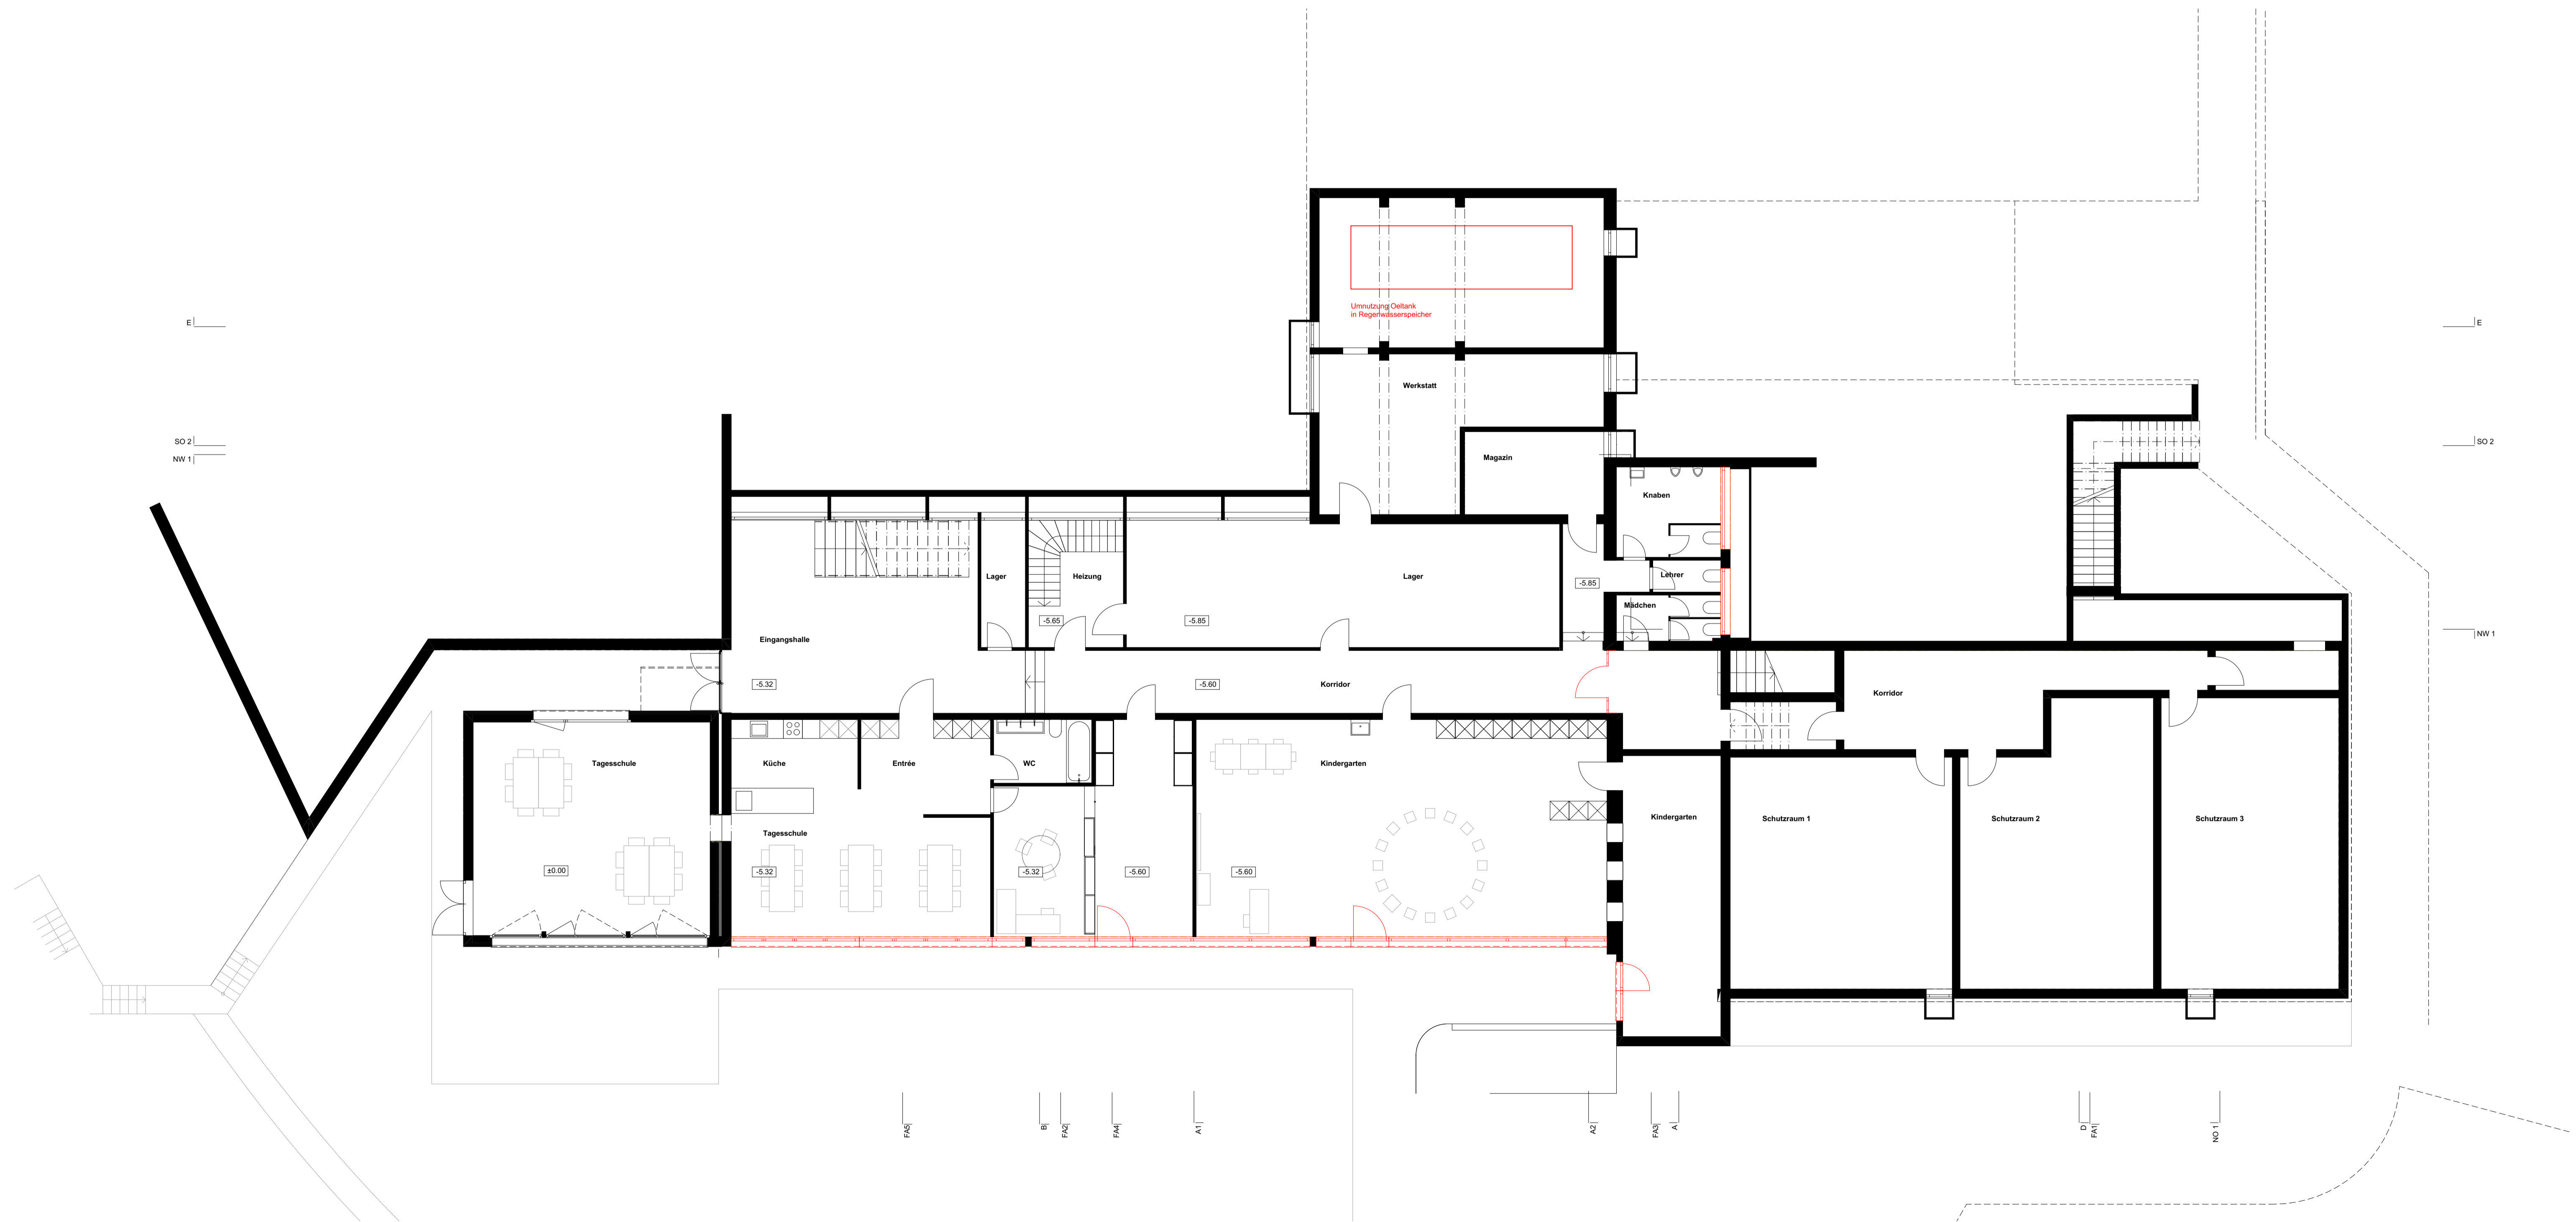 Umnutzung Oeltank
in Regenwasserspeicher
E
E
Werkstatt
SO 2
SO 2
NW 1
Magazin
Knaben
Lager
Heizung
Lager
Lehrer
-5.85
Mädchen
-5.65
-5.85
NW 1
Eingangshalle
-5.32
-5.60
Korridor
Korridor
Tagesschule
Küche
Entrée
WC
Kindergarten
Kindergarten
Schutzraum 1
Schutzraum 2
Schutzraum 3
Tagesschule
±0.00
-5.32
-5.32
-5.60
-5.60
FA5
B
FA2
FA4
A1
A2
FA3
A
D
FA1
NO 1